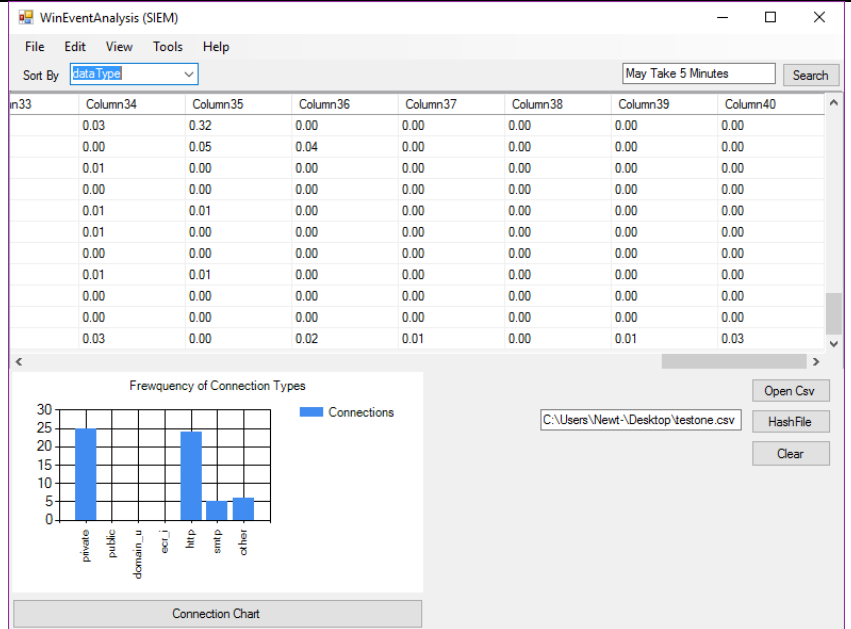 WinEventAnalysis (SIEM)
File Edit View Tools Help
Sort By dataType May Take 5 Minutes Search
n33 Column34 Column35 Column36 Column37 Column38 Column39 Column40
0.03 0.32 0.00 0.00 0.00 0.00 0.00
0.00 0.05 0.04 0.00 0.00 0.00 0.00
0.01 0.00 0.00 0.00 0.00 0.00 0.00
0.00 0.00 0.00 0.00 0.00 0.00 0.00
0.01 0.01 0.00 0.00 0.00 0.00 0.00
0.01 0.00 0.00 0.00 0.00 0.00 0.00
0.00 0.00 0.00 0.00 0.00 0.00 0.00
0.01 0.01 0.00 0.00 0.00 0.00 0.00
0.00 0.00 0.00 0.00 0.00 0.00 0.00
0.00 0.00 0.00 0.00 0.00 0.00 0.00
0.03 0.00 0.02 0.01 0.00 0.01 0.03
Frewquency of Connection Types
Connections
30
25
20
15
10
5
0
private
public
domain_u
ecr_i
http
smtp
other
Connection Chart
Open Csv
C:\Users\Newt-\Desktop\testone.csv
HashFile
Clear